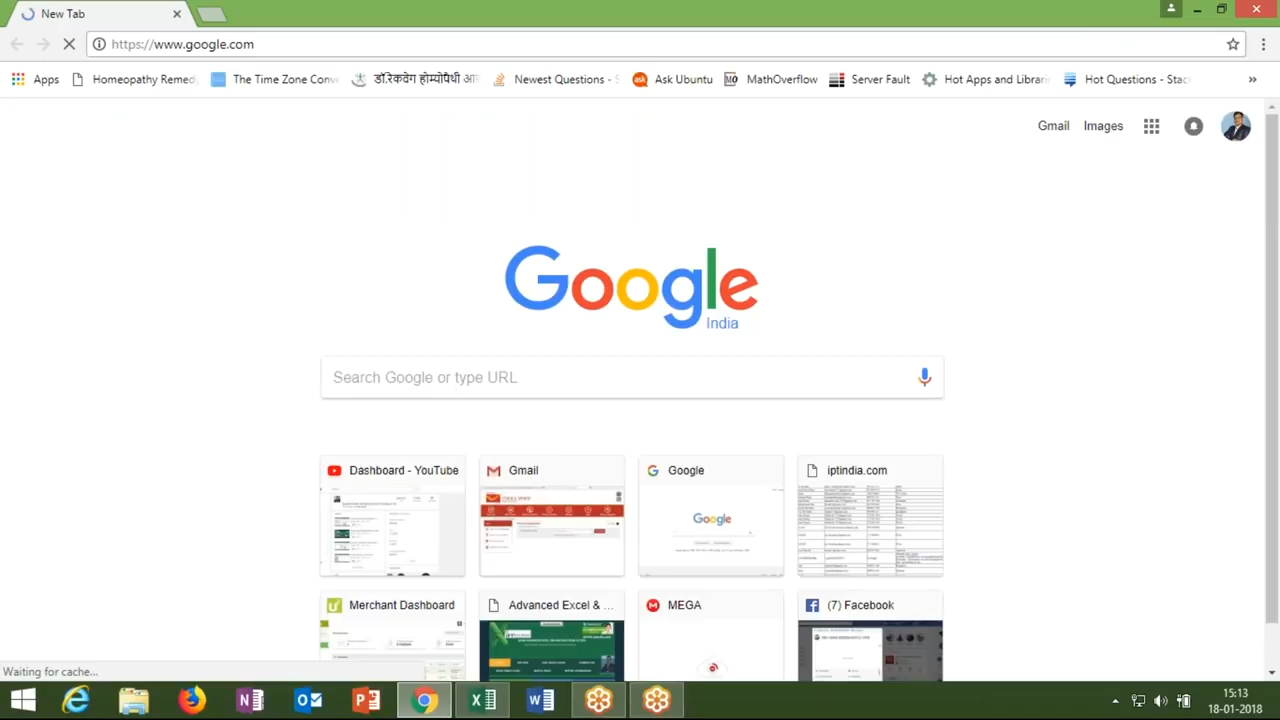 New Tab
https://www.google.com
Apps
Homeopathy Remed
The Time Zone Conv
Newest Questions - S
Ask Ubuntu
MathOverflow
Server Fault
Hot Apps and Librari
Hot Questions - Stac
Gmail
Images
Google
India
Search Google or type URL
Dashboard - YouTube
Gmail
Google
iptindia.com
Google
Merchant Dashboard
Advanced Excel & ...
MEGA
(7) Facebook
Waiting for cache...
15:13
18-01-2018